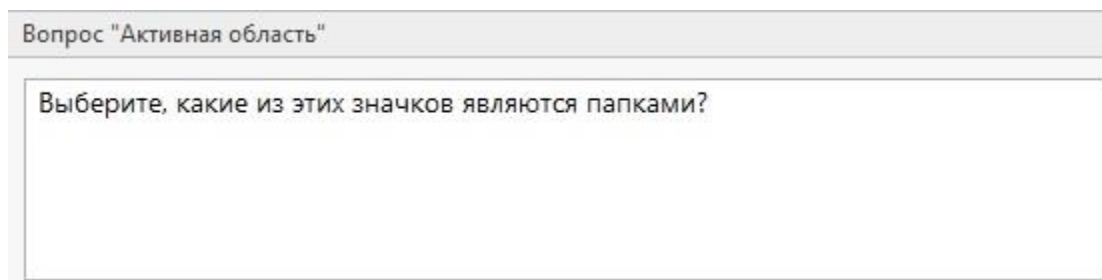 Вопрос "Активная область"
Выберите, какие из этих значков являются папками?